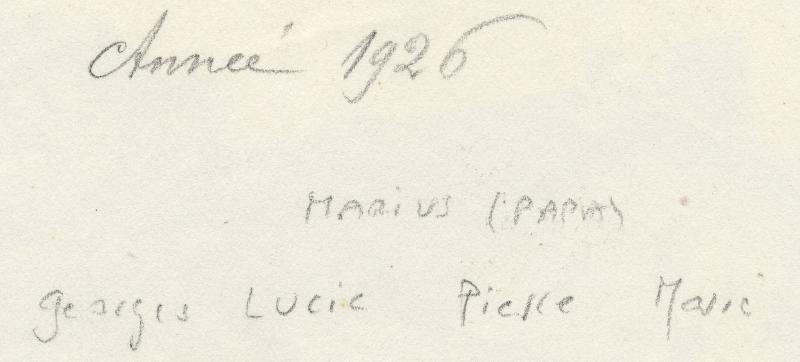 Année 1926
MARIUS (PAPA)
Georges Lucie Pierre Marie